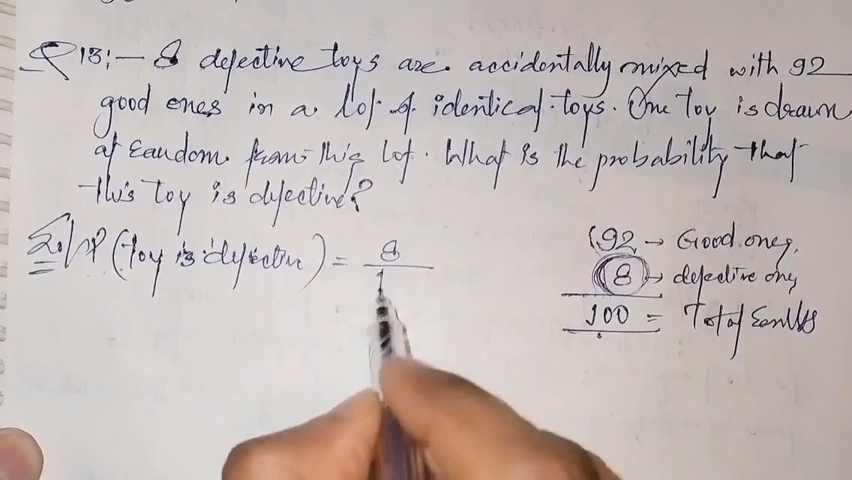 Q13:- 8 defective toys are accidentally mixed with 92
good ones in a lot of identical toys. One toy is drawn
at random from this lot. What is the probability that
this toy is defective?
Sol/ P (toy is defective) = 8
1
92 → Good ones,
8 → defective ones,
100 = Total results